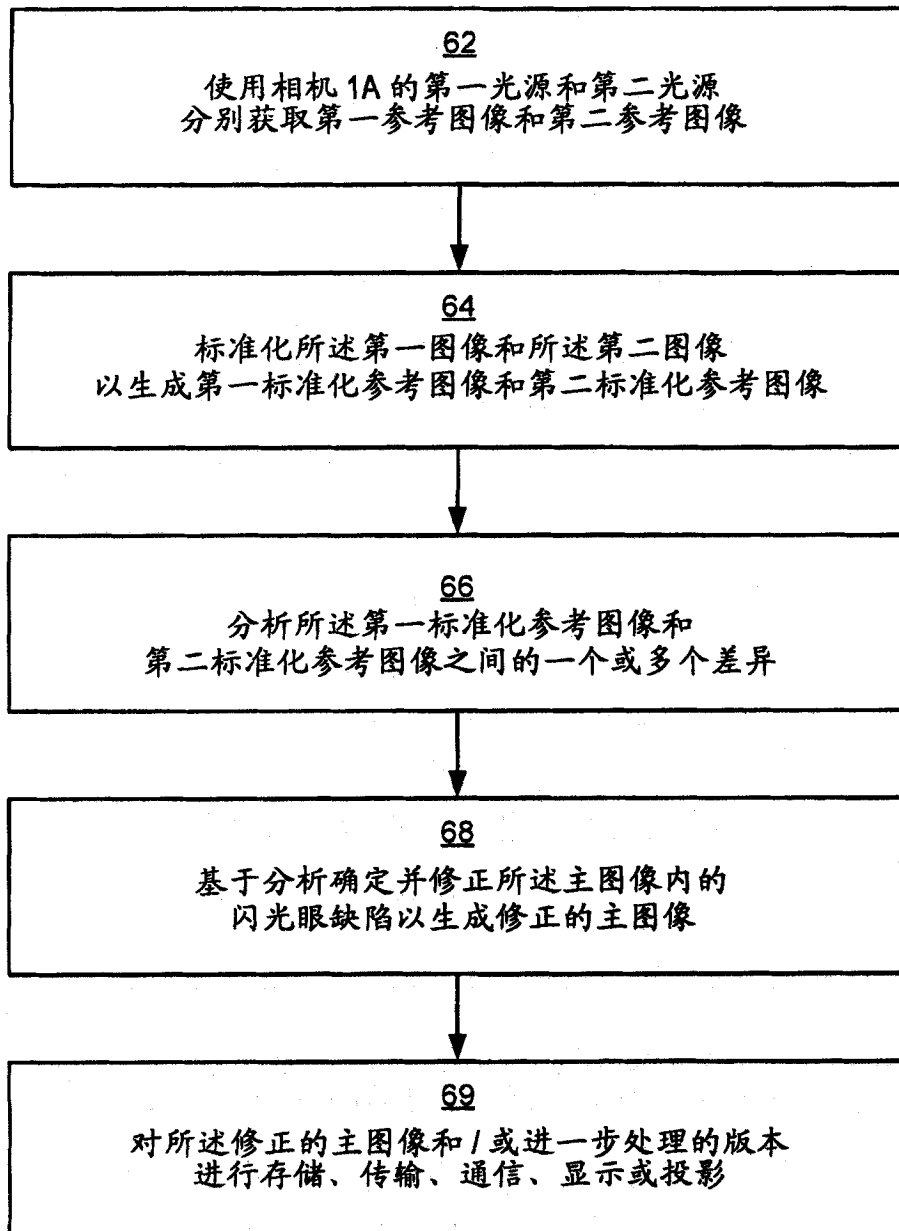 62
使用相机 1A 的第一光源和第二光源
分别获取第一参考图像和第二参考图像
64
标准化所述第一图像和所述第二图像
以生成第一标准化参考图像和第二标准化参考图像
66
分析所述第一标准化参考图像和
第二标准化参考图像之间的一个或多个差异
68
基于分析确定并修正所述主图像内的
闪光眼缺陷以生成修正的主图像
69
对所述修正的主图像和 / 或进一步处理的版本
进行存储、传输、通信、显示或投影